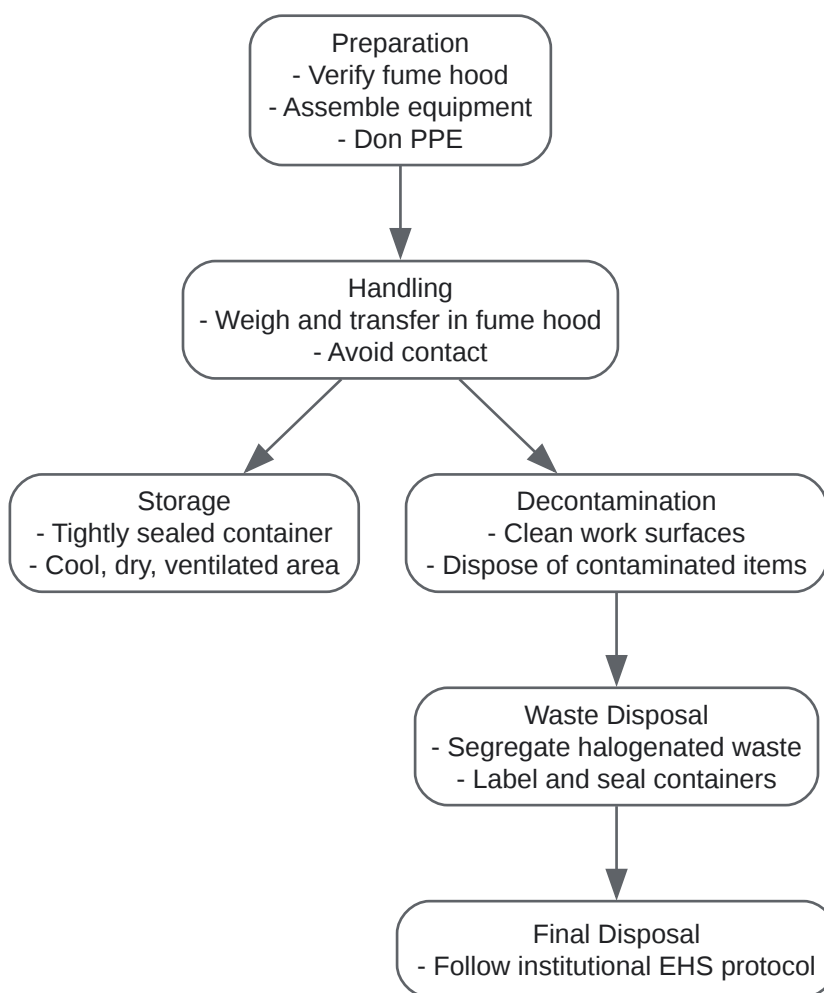 Preparation
- Verify fume hood
- Assemble equipment
- Don PPE
Handling
- Weigh and transfer in fume hood
- Avoid contact
Storage
- Tightly sealed container
- Cool, dry, ventilated area
Decontamination
- Clean work surfaces
- Dispose of contaminated items
Waste Disposal
- Segregate halogenated waste
- Label and seal containers
Final Disposal
- Follow institutional EHS protocol